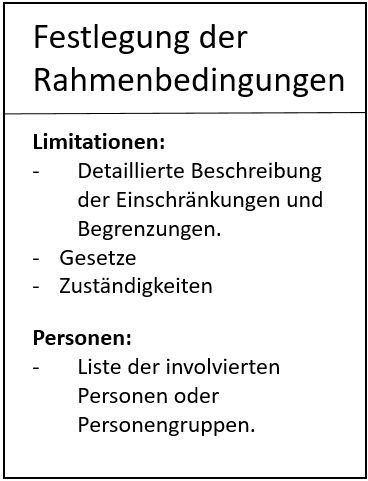 Festlegung der
Rahmenbedingungen
Limitationen:
- Detaillierte Beschreibung
der Einschränkungen und
Begrenzungen.
- Gesetze
- Zuständigkeiten
Personen:
- Liste der involvierten
Personen oder
Personengruppen.